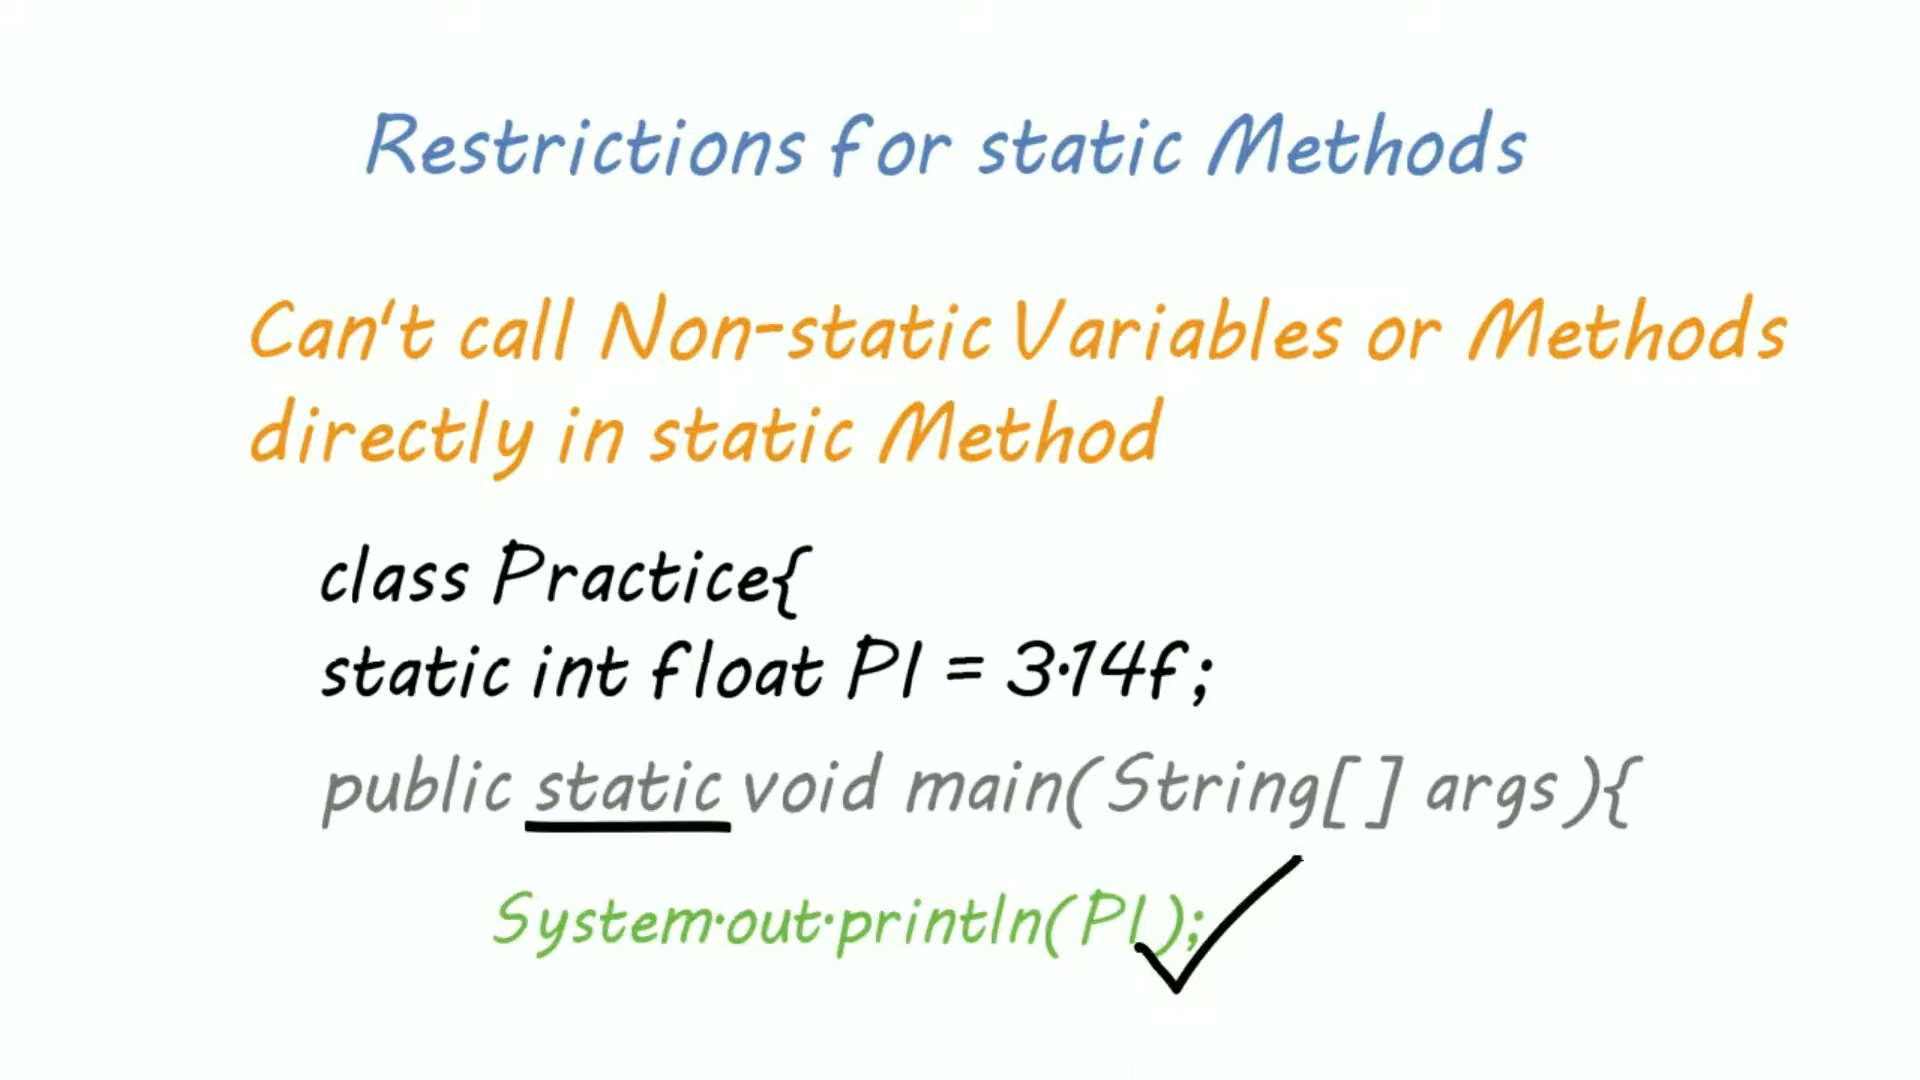 Restrictions for static Methods
Can't call Non-static Variables or Methods
directly in static Method
class Practice{
static int float PI = 3.14f;
public static void main(String[] args){
System.out.println(PI);